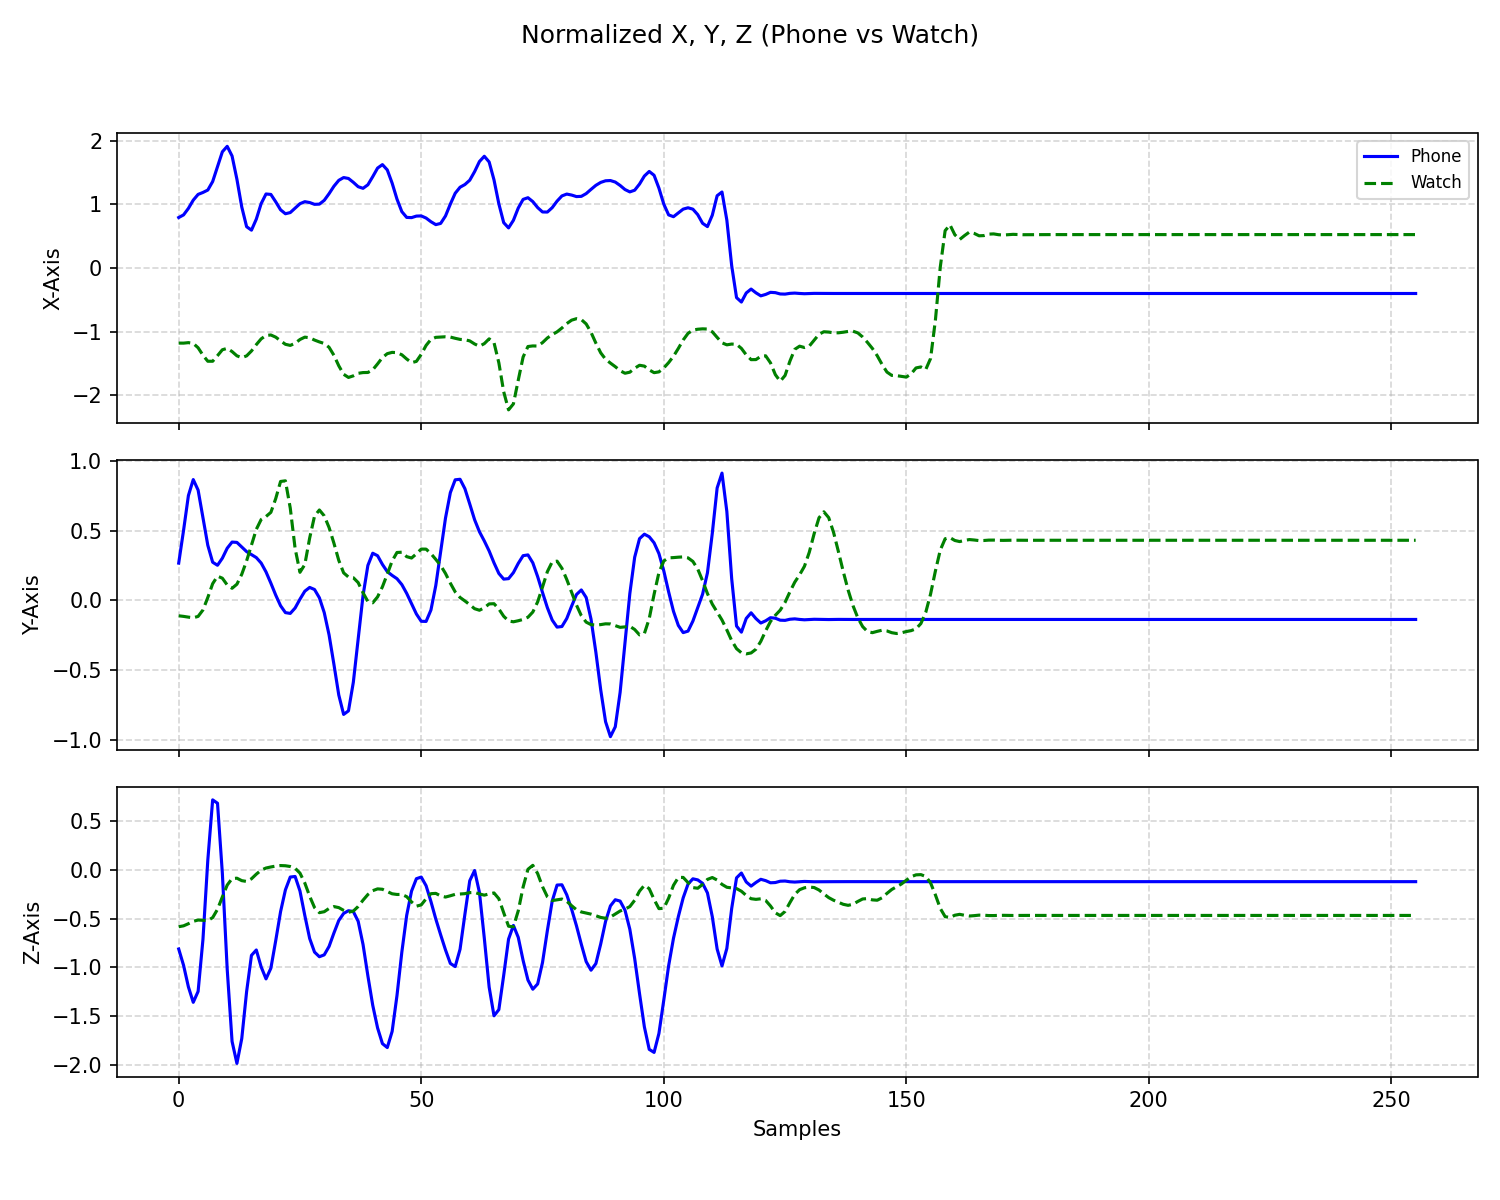 Normalized X, Y, Z (Phone vs Watch)
2
1
0
−1
−2
X-Axis
Phone
Watch
1.0
0.5
0.0
−0.5
−1.0
Y-Axis
0.5
0.0
−0.5
−1.0
−1.5
−2.0
Z-Axis
0 50 100 150 200 250
Samples